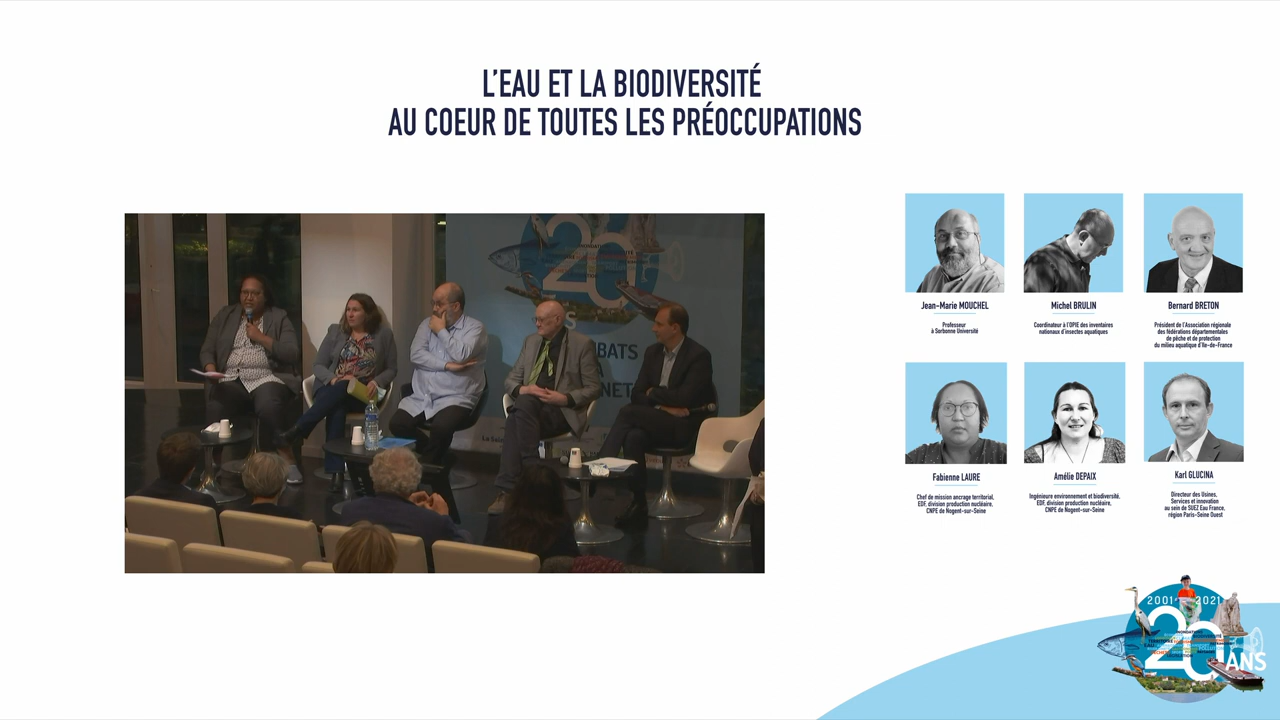 L'EAU ET LA BIODIVERSITÉ
AU COEUR DE TOUTES LES PRÉOCCUPATIONS
20
BATS
NET
Jean-Marie MOUCHEL
Professeur
à Sorbonne Université
Michel BRULIN
Coordinateur à l'OPIE des inventaires
nationaux d'insectes aquatiques
Bernard BRETON
Président de l'Association régionale
des fédérations départementales
de pêche et de protection
du milieu aquatique d'Ile-de-France
Fabienne LAURE
Chef de mission ancrage territorial,
EDF, division production nucléaire,
CNPE de Nogent-sur-Seine
Amélie DEPAIX
Ingénieure environnement et biodiversité,
EDF, division production nucléaire,
CNPE de Nogent-sur-Seine
Karl GLUCINA
Directeur des Usines,
Services et innovation
au sein de SUEZ Eau France,
région Paris-Seine Ouest
2001 2021
20
ANS
BIODIVERSITÉ